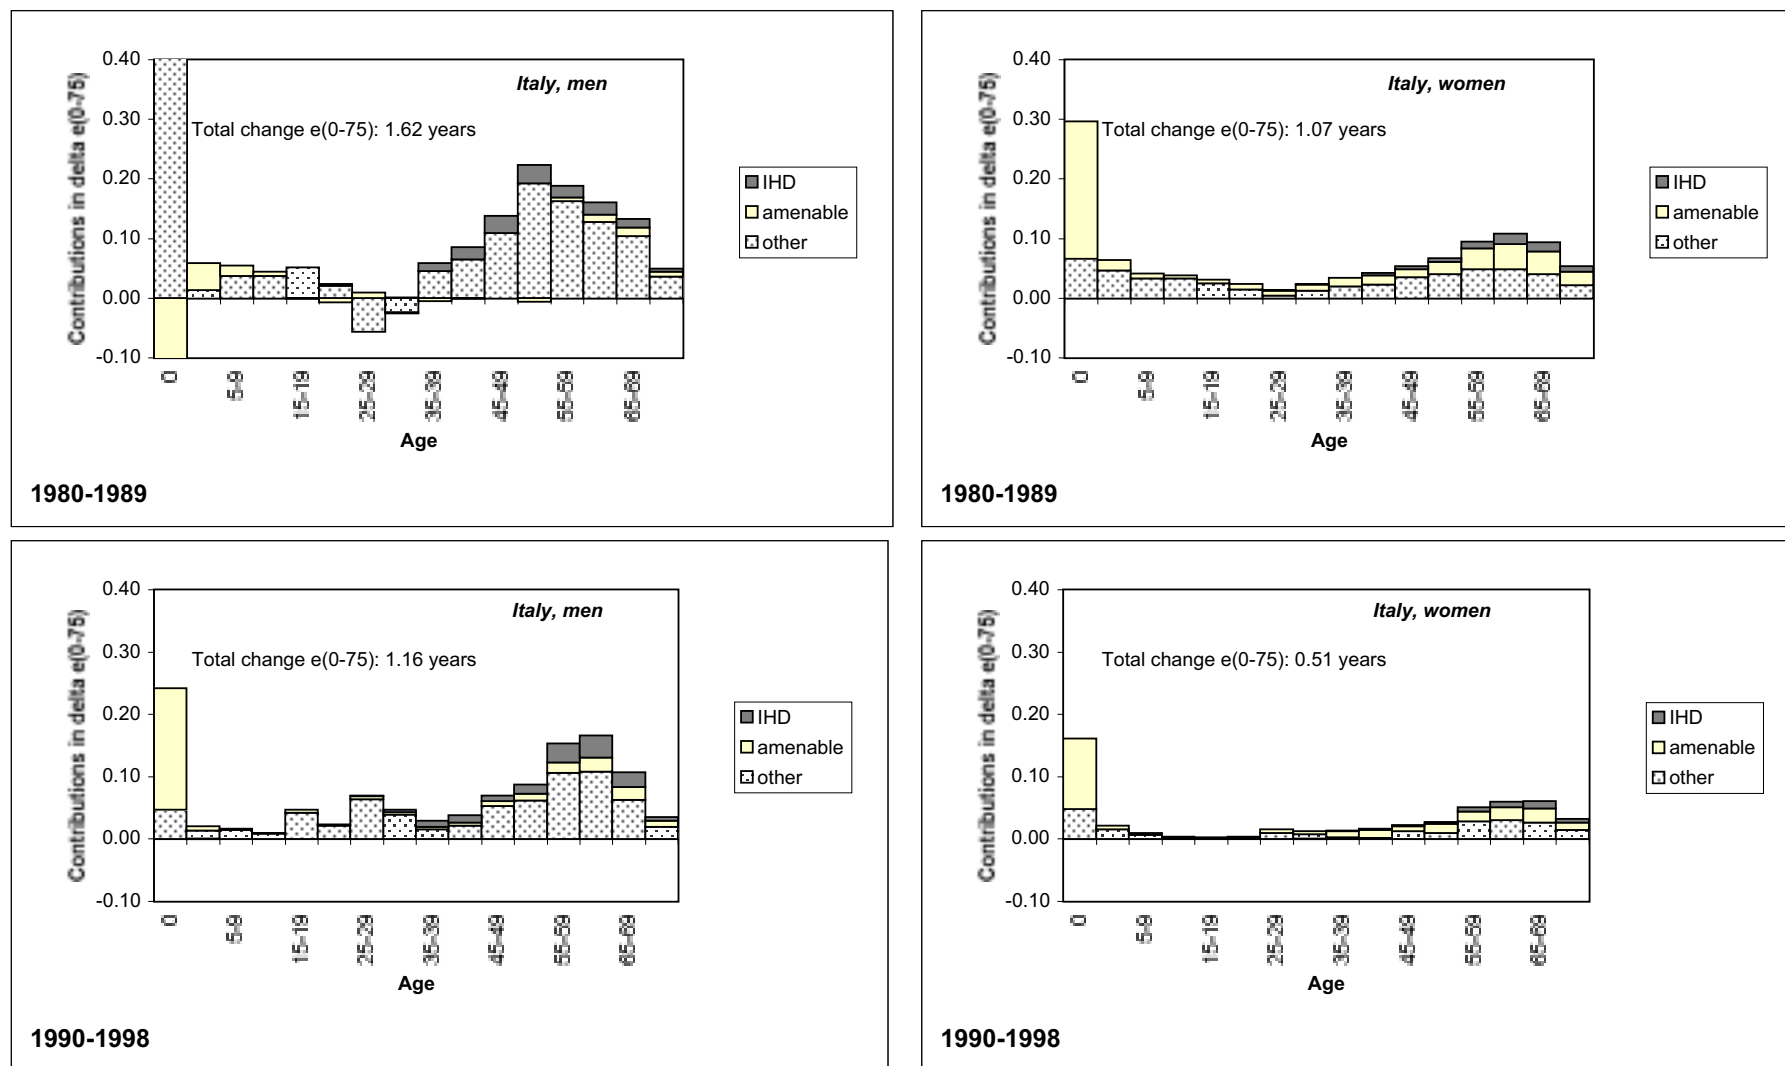 0.40
0.30
0.20
0.10
0.00
-0.10
Contributions in delta e(0-75)
Italy, men
Total change e(0-75): 1.62 years
IHD
amenable
other
0
5-9
15-19
25-29
35-39
45-49
55-59
65-69
Age
1980-1989
0.40
0.30
0.20
0.10
0.00
-0.10
Contributions in delta e(0-75)
Italy, women
Total change e(0-75): 1.07 years
IHD
amenable
other
0
5-9
15-19
25-29
35-39
45-49
55-59
65-69
Age
1980-1989
0.40
0.30
0.20
0.10
0.00
-0.10
Contributions in delta e(0-75)
Italy, men
Total change e(0-75): 1.16 years
IHD
amenable
other
0
5-9
15-19
25-29
35-39
45-49
55-59
65-69
Age
1990-1998
0.40
0.30
0.20
0.10
0.00
-0.10
Contributions in delta e(0-75)
Italy, women
Total change e(0-75): 0.51 years
IHD
amenable
other
0
5-9
15-19
25-29
35-39
45-49
55-59
65-69
Age
1990-1998